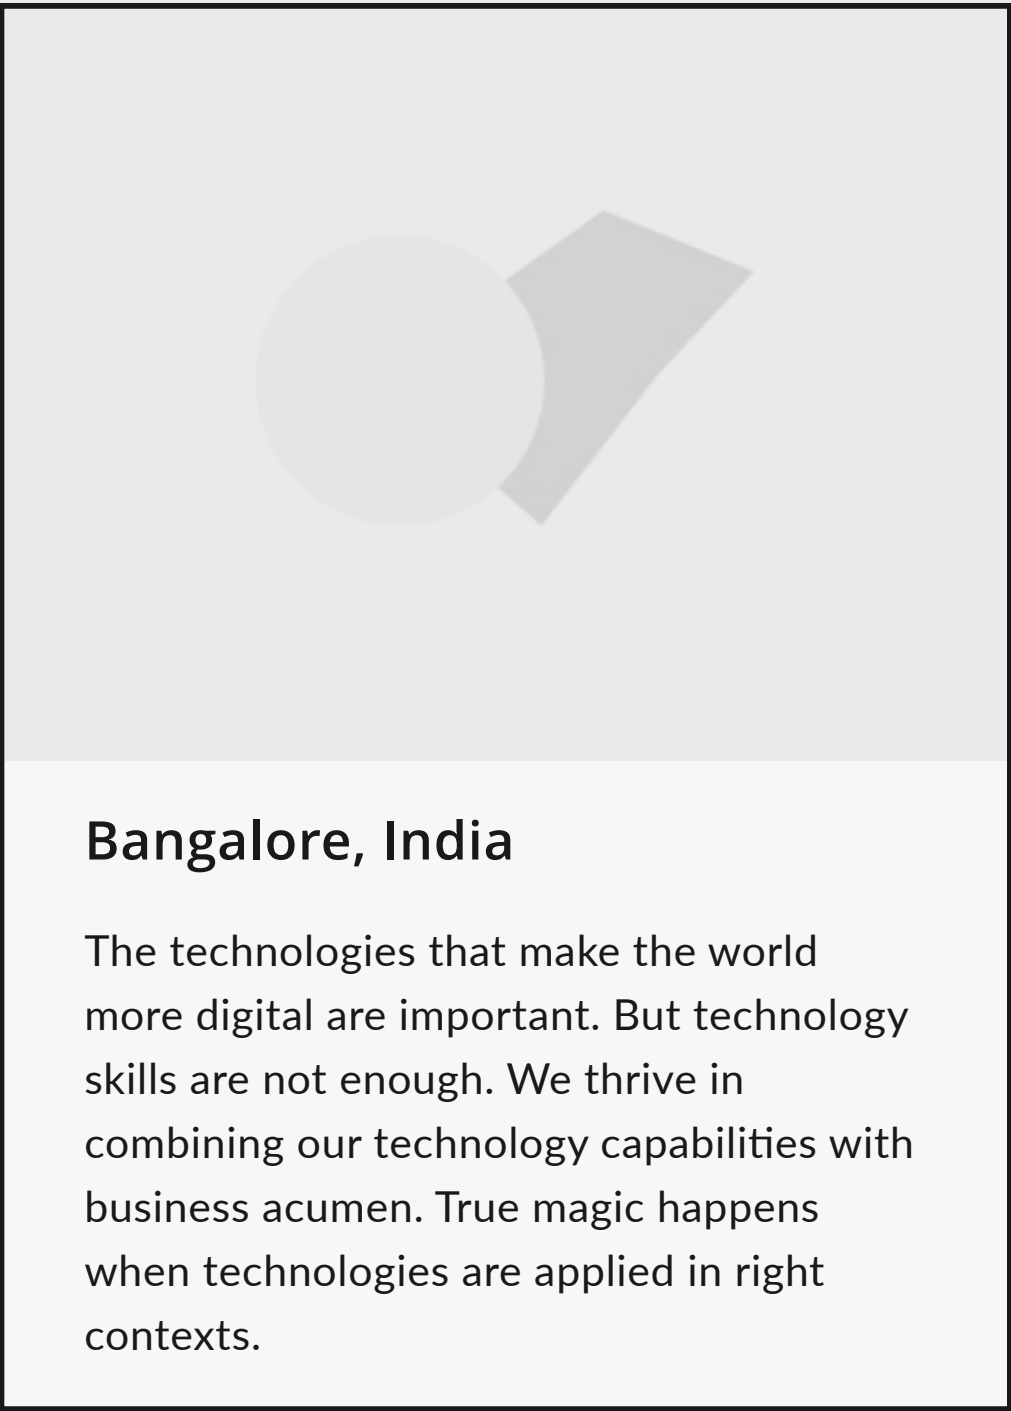 Bangalore, India
The technologies that make the world
more digital are important. But technology
skills are not enough. We thrive in
combining our technology capabilities with
business acumen. True magic happens
when technologies are applied in right
contexts.